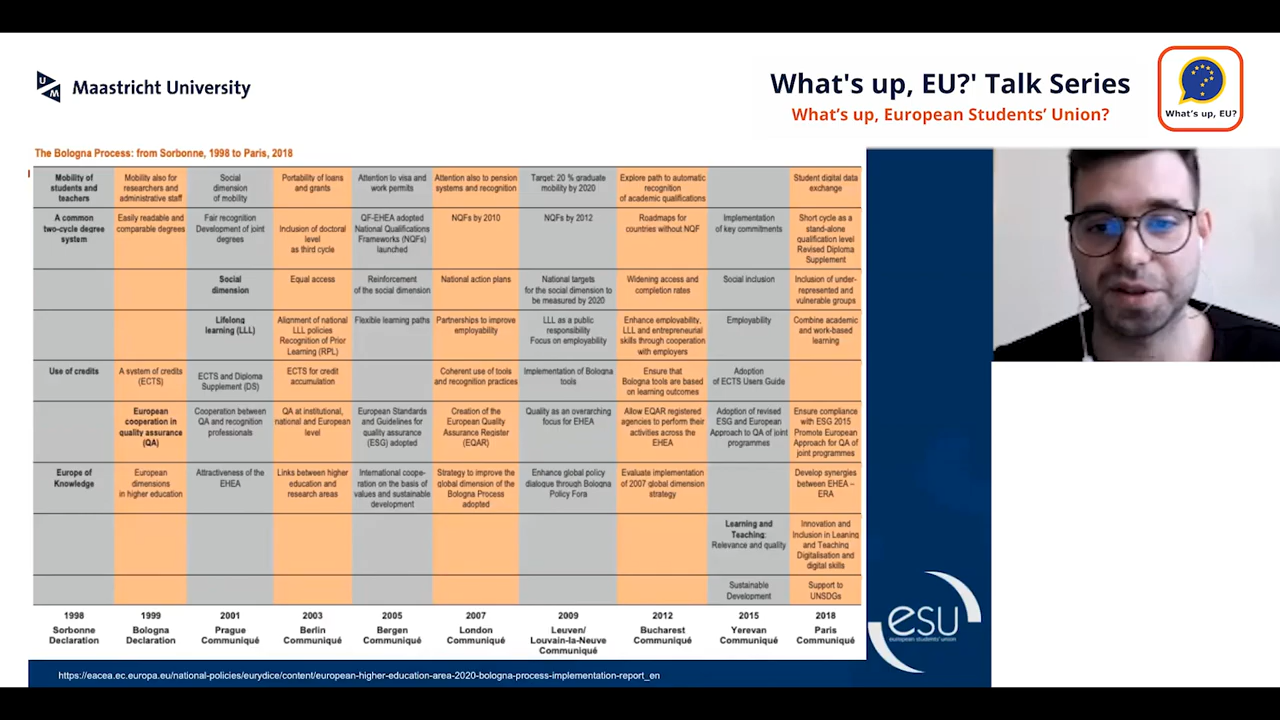 UM Maastricht University
What's up, EU?' Talk Series
What's up, European Students' Union?
What's up, EU?
The Bologna Process: from Sorbonne, 1998 to Paris, 2018
Mobility of
students and
teachers
Mobility also for
researchers and
administrative staff
Social
dimension
of mobility
Portability of loans
and grants
Attention to visa and
work permits
Attention also to pension
systems and recognition
Target: 20 % graduate
mobility by 2020
Explore path to automatic
recognition
of academic qualifications
Student digital data
exchange
A common
two-cycle degree
system
Easily readable and
comparable degrees
Fair recognition
Development of joint
degrees
Inclusion of doctoral
level
as third cycle
QF-EHEA adopted
National Qualifications
Frameworks (NQFs)
launched
NQFs by 2010
NQFs by 2012
Roadmaps for
countries without NQF
Implementation
of key commitments
Short cycle as a
stand-alone
qualification level
Revised Diploma
Supplement
Social
dimension
Equal access
Reinforcement
of the social dimension
National action plans
National targets
for the social dimension to
be measured by 2020
Widening access and
completion rates
Social inclusion
Inclusion of under-
represented and
vulnerable groups
Lifelong
learning (LLL)
Alignment of national
LLL policies
Recognition of Prior
Learning (RPL)
Flexible learning paths
Partnerships to improve
employability
LLL as a public
responsibility
Focus on employability
Enhance employability,
LLL and entrepreneurial
skills through cooperation
with employers
Employability
Combine academic
and work-based
learning
Use of credits
A system of credits
(ECTS)
ECTS and Diploma
Supplement (DS)
ECTS for credit
accumulation
Coherent use of tools
and recognition practices
Implementation of Bologna
tools
Ensure that
Bologna tools are based
on learning outcomes
Adoption
of ECTS Users Guide
European
cooperation in
quality assurance
(QA)
Cooperation between
QA and recognition
professionals
QA at institutional,
national and European
level
European Standards
and Guidelines for
quality assurance
(ESG) adopted
Creation of the
European Quality
Assurance Register
(EQAR)
Quality as an overarching
focus for EHEA
Allow EQAR registered
agencies to perform their
activities across the
EHEA
Adoption of revised
ESG and European
Approach to QA of joint
programmes
Ensure compliance
with ESG 2015
Promote European
Approach for QA of
joint programmes
Europe of
Knowledge
European
dimensions
in higher education
Attractiveness of the
EHEA
Links between higher
education and
research areas
International coope-
ration on the basis of
values and sustainable
development
Strategy to improve the
global dimension of the
Bologna Process
adopted
Enhance global policy
dialogue through Bologna
Policy Fora
Evaluate implementation
of 2007 global dimension
strategy
Develop synergies
between EHEA –
ERA
Learning and
Teaching:
Relevance and quality
Innovation and
Inclusion in Leaning
and Teaching
Digitalisation and
digital skills
Sustainable
Development
Support to
UNSDGs
1998
Sorbonne
Declaration
1999
Bologna
Declaration
2001
Prague
Communiqué
2003
Berlin
Communiqué
2005
Bergen
Communiqué
2007
London
Communiqué
2009
Leuven/
Louvain-la-Neuve
Communiqué
2012
Bucharest
Communiqué
2015
Yerevan
Communiqué
2018
Paris
Communiqué
esu
european students' union
https://eacea.ec.europa.eu/national-policies/eurydice/content/european-higher-education-area-2020-bologna-process-implementation-report_en